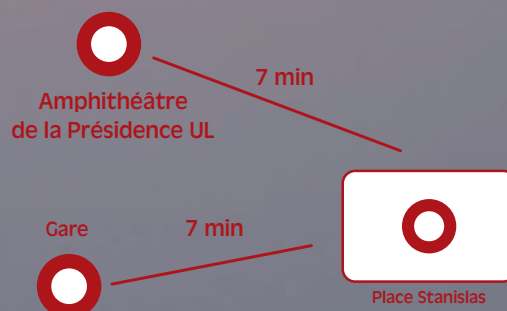 7 min
Amphithéâtre
de la Présidence UL
Gare
7 min
Place Stanislas